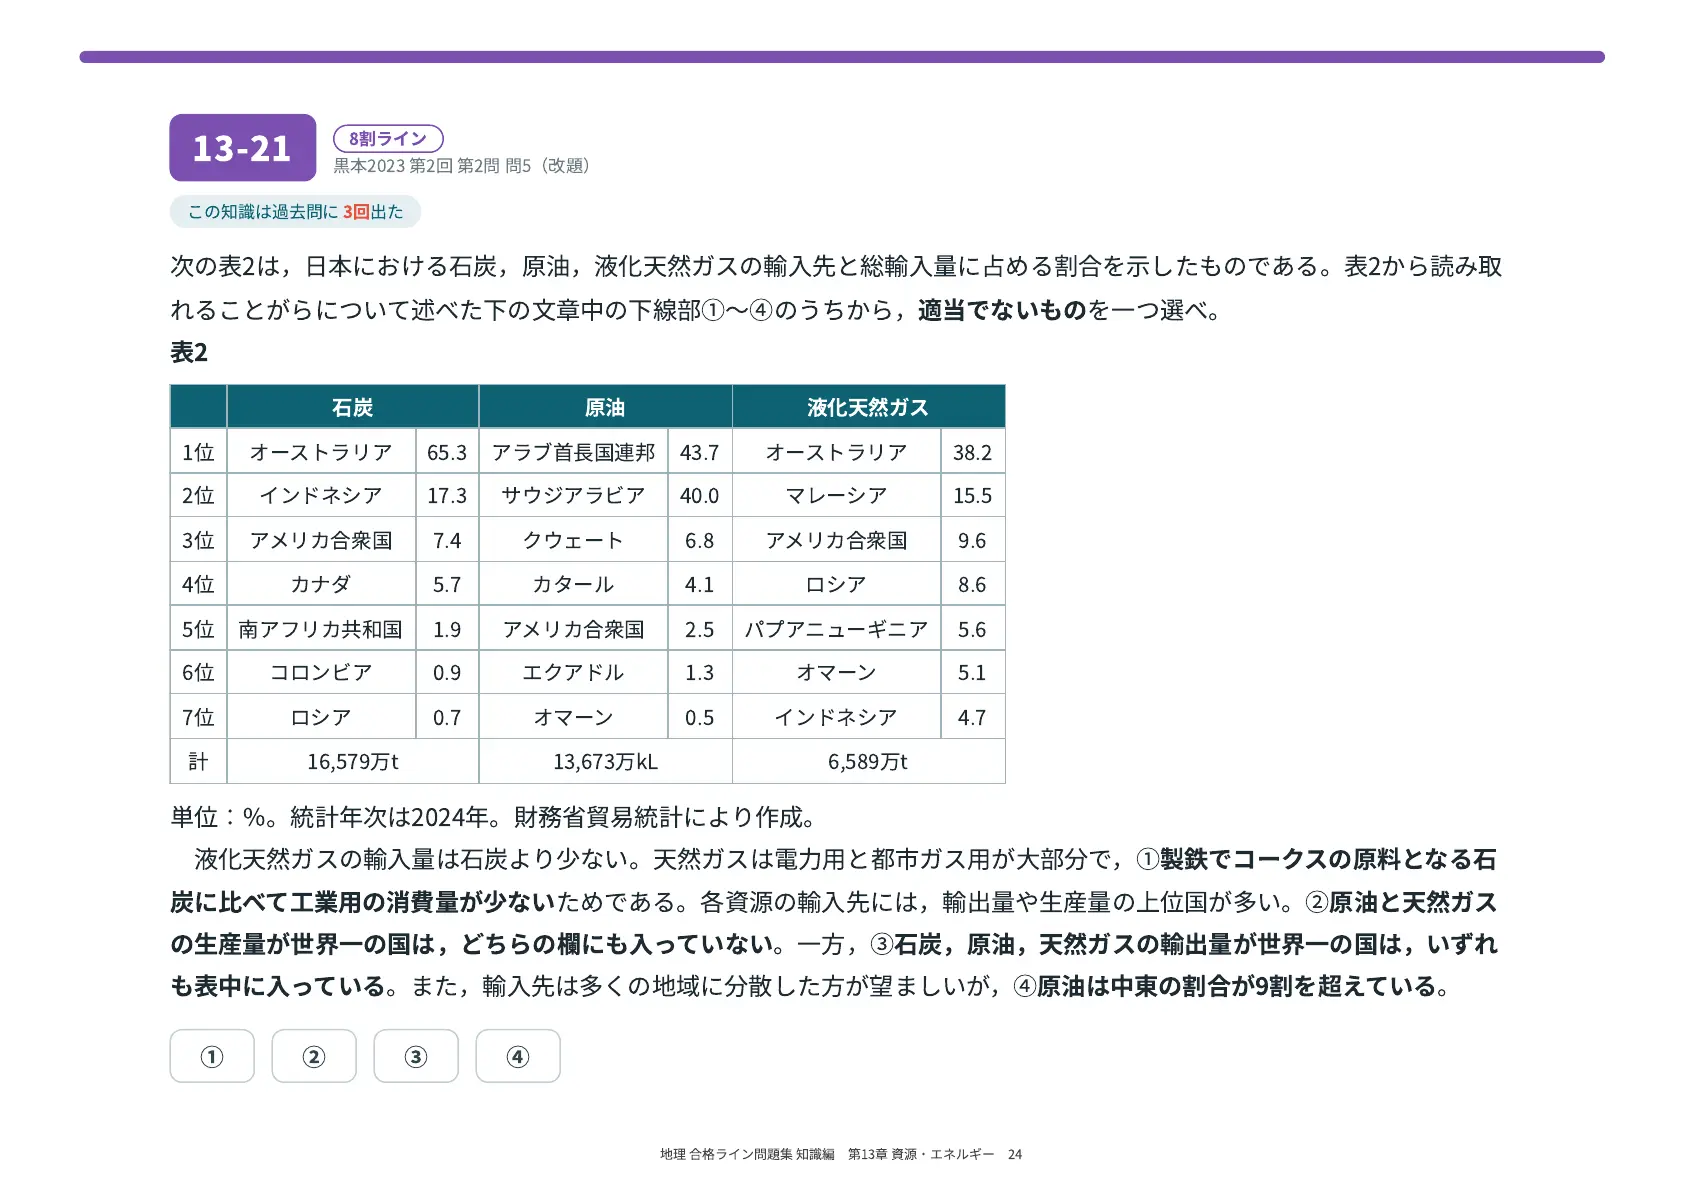 13-21
8割ライン
黒本2023 第2回 第2問 問5（改題）
この知識は過去問に 3回出た
次の表2は，日本における石炭，原油，液化天然ガスの輸入先と総輸入量に占める割合を示したものである。表2から読み取
れることがらについて述べた下の文章中の下線部①～④のうちから，適当でないものを一つ選べ。
表2
石炭 原油 液化天然ガス
1位 オーストラリア 65.3 アラブ首長国連邦 43.7 オーストラリア 38.2
2位 インドネシア 17.3 サウジアラビア 40.0 マレーシア 15.5
3位 アメリカ合衆国 7.4 クウェート 6.8 アメリカ合衆国 9.6
4位 カナダ 5.7 カタール 4.1 ロシア 8.6
5位 南アフリカ共和国 1.9 アメリカ合衆国 2.5 パプアニューギニア 5.6
6位 コロンビア 0.9 エクアドル 1.3 オマーン 5.1
7位 ロシア 0.7 オマーン 0.5 インドネシア 4.7
計 16,579万t 13,673万kL 6,589万t
単位：%。統計年次は2024年。財務省貿易統計により作成。
液化天然ガスの輸入量は石炭より少ない。天然ガスは電力用と都市ガス用が大部分で，①製鉄でコークスの原料となる石
炭に比べて工業用の消費量が少ないためである。各資源の輸入先には，輸出量や生産量の上位国が多い。②原油と天然ガス
の生産量が世界一の国は，どちらの欄にも入っていない。一方，③石炭，原油，天然ガスの輸出量が世界一の国は，いずれ
も表中に入っている。また，輸入先は多くの地域に分散した方が望ましいが，④原油は中東の割合が9割を超えている。
① ② ③ ④
地理 合格ライン問題集 知識編 第13章 資源・エネルギー 24